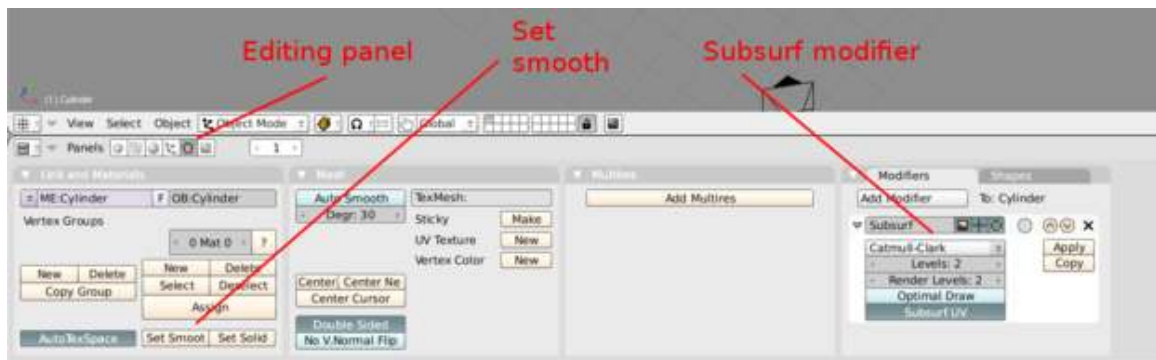 Set
Editing panel
smooth
Subsurf modifier
(1) Cylinder
View Select Object Object Mode Global
Panels 1
Link and Materials Mesh Multires Modifiers Shapes
ME:Cylinder F OB:Cylinder Auto Smooth TexMesh: Add Multires Add Modifier To: Cylinder
Vertex Groups Degr: 30 Sticky Make Subsurf
0 Mat 0 ? UV Texture New Catmull-Clark Apply
New Delete New Delete Vertex Color New Levels: 2 Copy
Copy Group Select Deselect Center Center Ne Render Levels: 2
Assign Center Cursor Optimal Draw
Double Sided Subsurf UV
AutoTexSpace Set Smoot Set Solid No V.Normal Flip